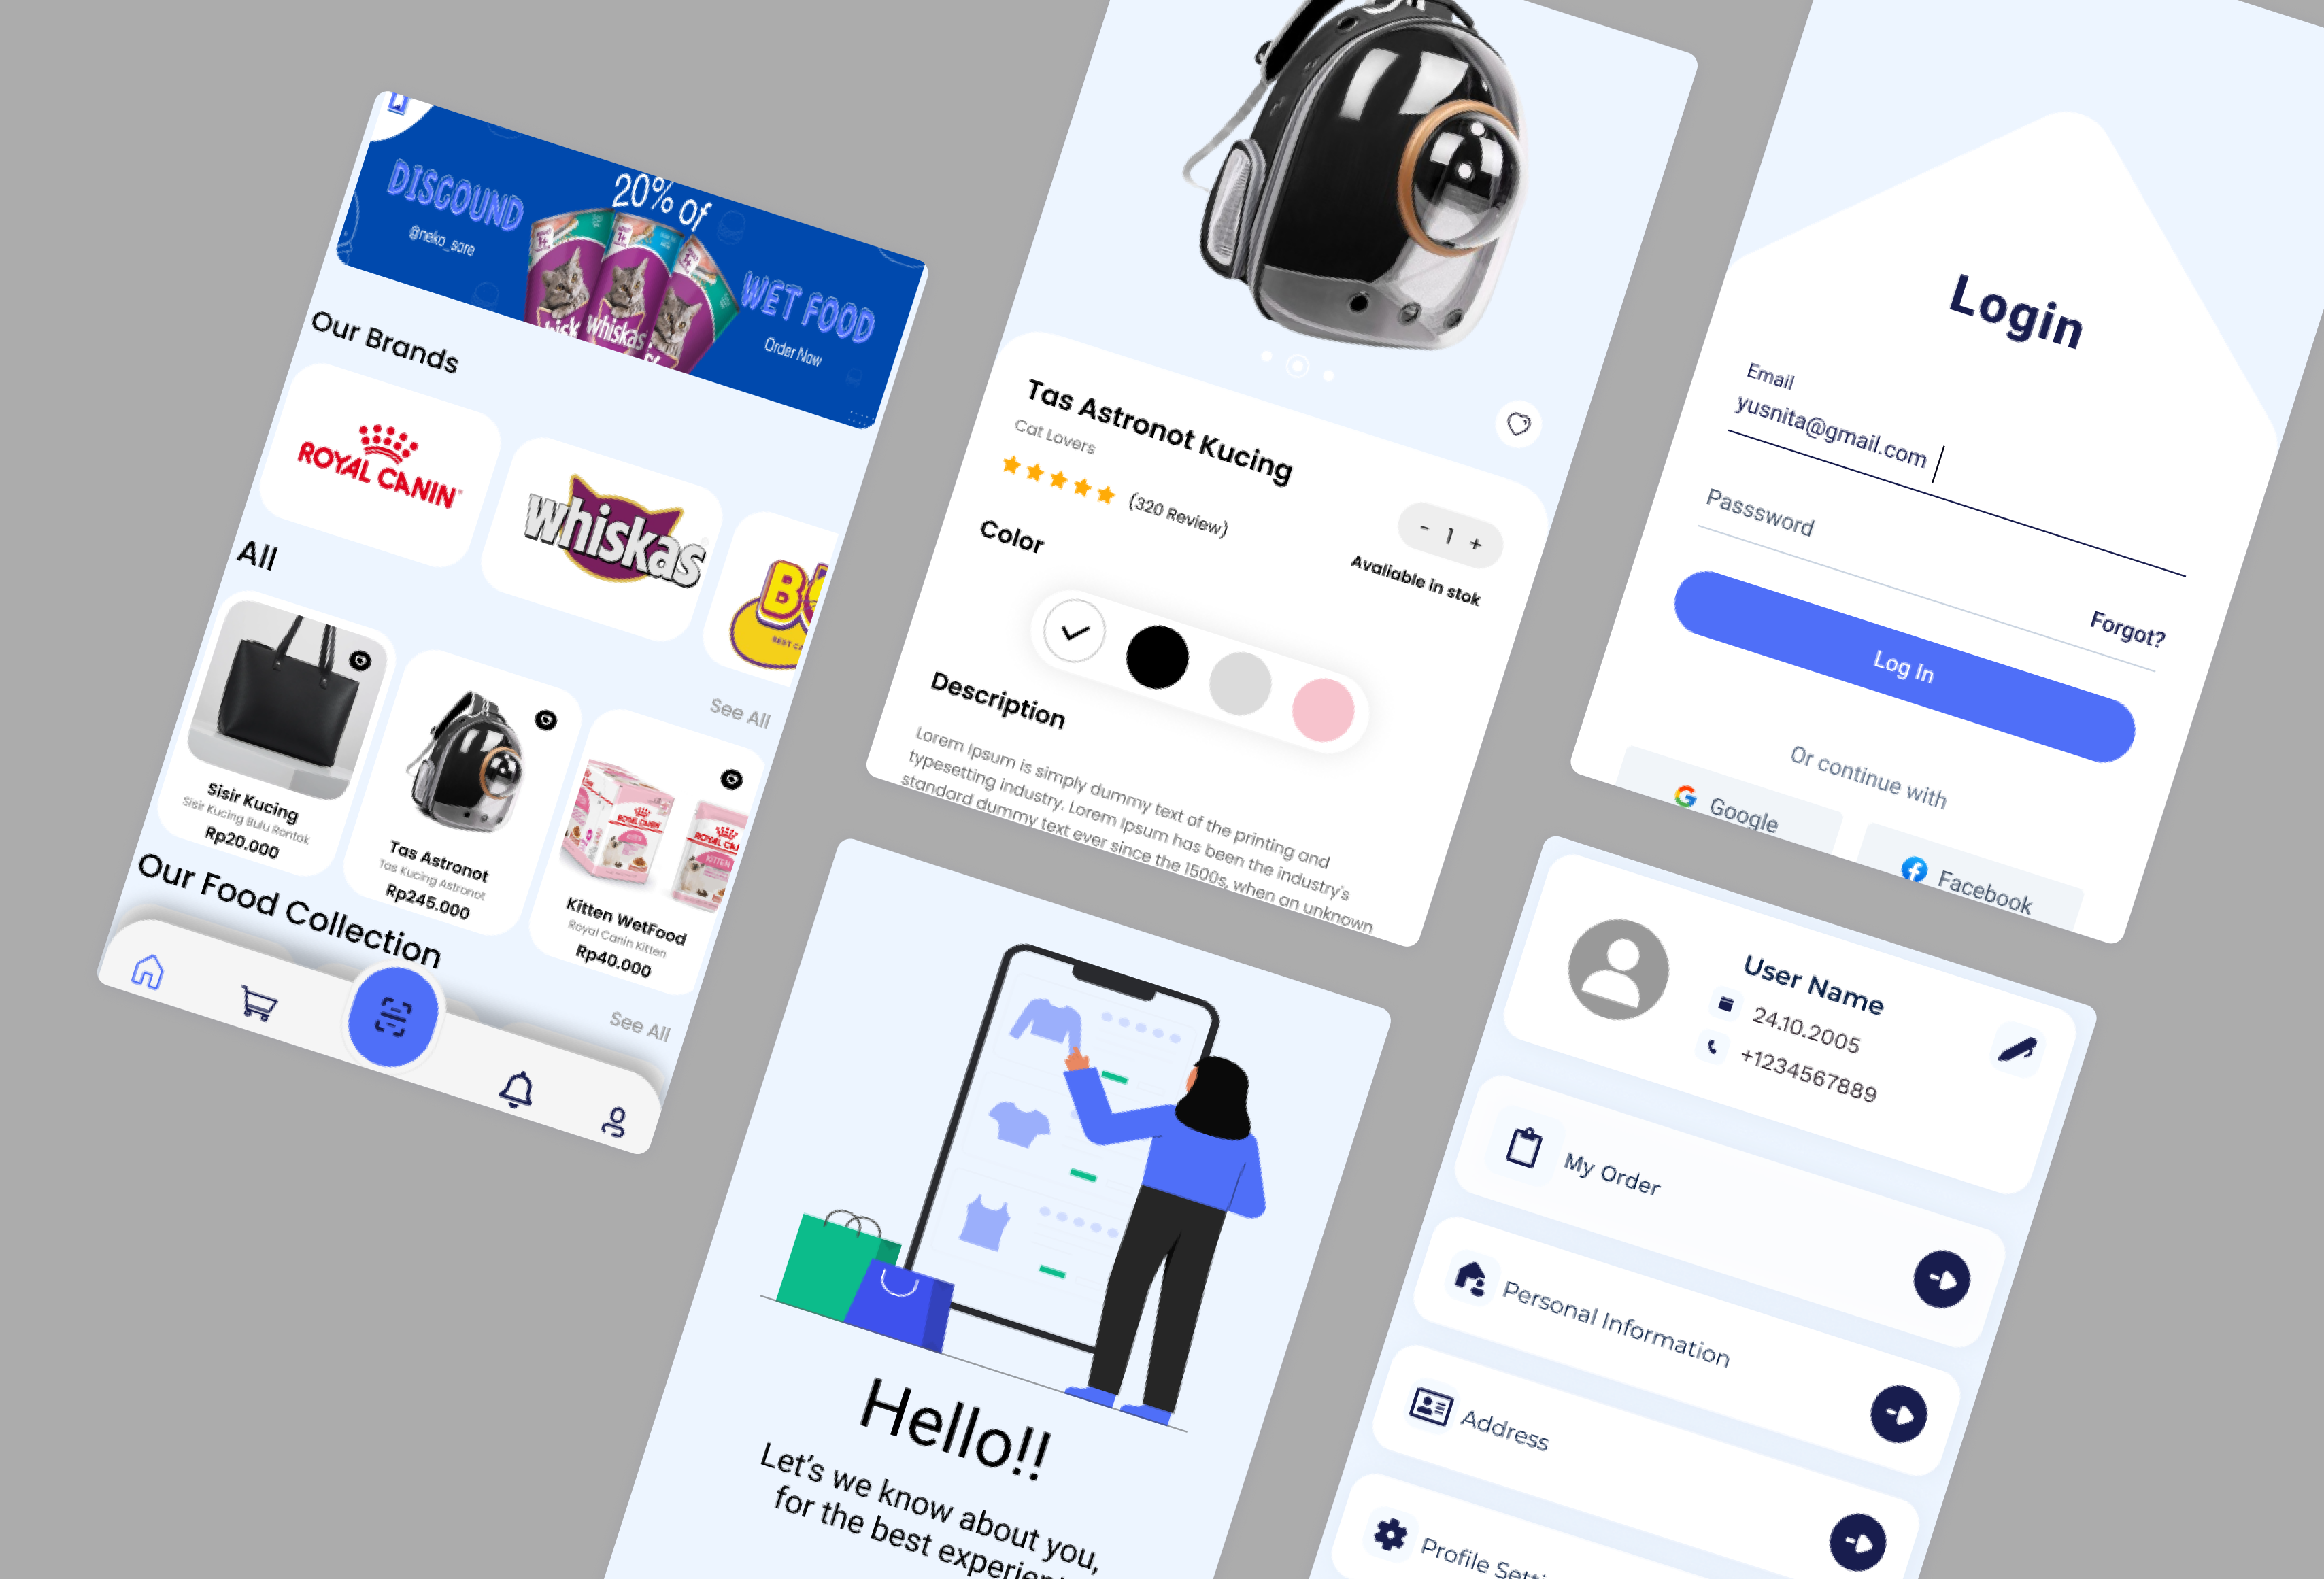 DISCOUND
@neko_sore
20% of
WET FOOD
Order Now
whiskas
Our Brands
ROYAL CANIN
whiskas
All
See All
Sisir Kucing
Sisir Kucing Bulu Rontok
Rp20.000
Tas Astronot
Tas Kucing Astronot
Rp245.000
ROYAL CANIN
KITTEN
Kitten WetFood
Royal Canin Kitten
Rp40.000
Our Food Collection
See All
Tas Astronot Kucing
Cat Lovers
(320 Review)
- 1 +
Avaliable in stok
Color
Description
Lorem Ipsum is simply dummy text of the printing and
typesetting industry. Lorem Ipsum has been the industry's
standard dummy text ever since the 1500s, when an unknown
Login
Email
yusnita@gmail.com
Passsword
Forgot?
Log In
Or continue with
Google
Facebook
Hello!!
Let's we know about you,
for the best experien
User Name
24.10.2005
+1234567889
My Order
Personal Information
Address
Profile Setti